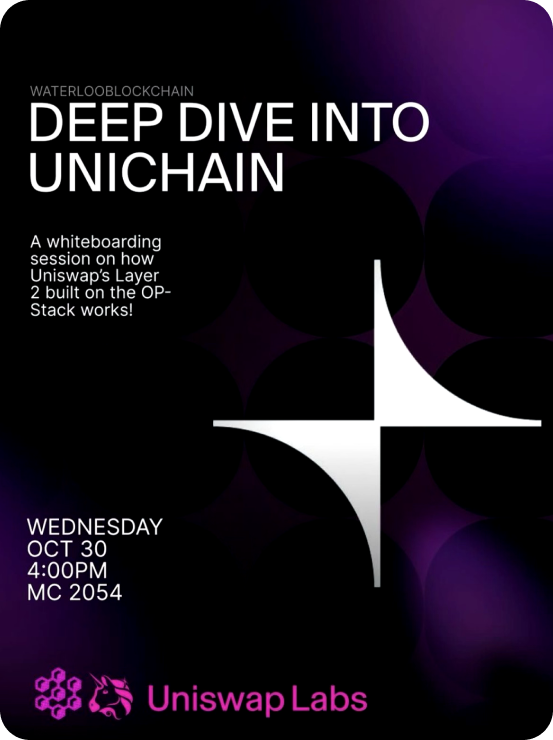 WATERLOOBLOCKCHAIN
DEEP DIVE INTO
UNICHAIN
A whiteboarding
session on how
Uniswap's Layer
2 built on the OP-
Stack works!
WEDNESDAY
OCT 30
4:00PM
MC 2054
Uniswap Labs